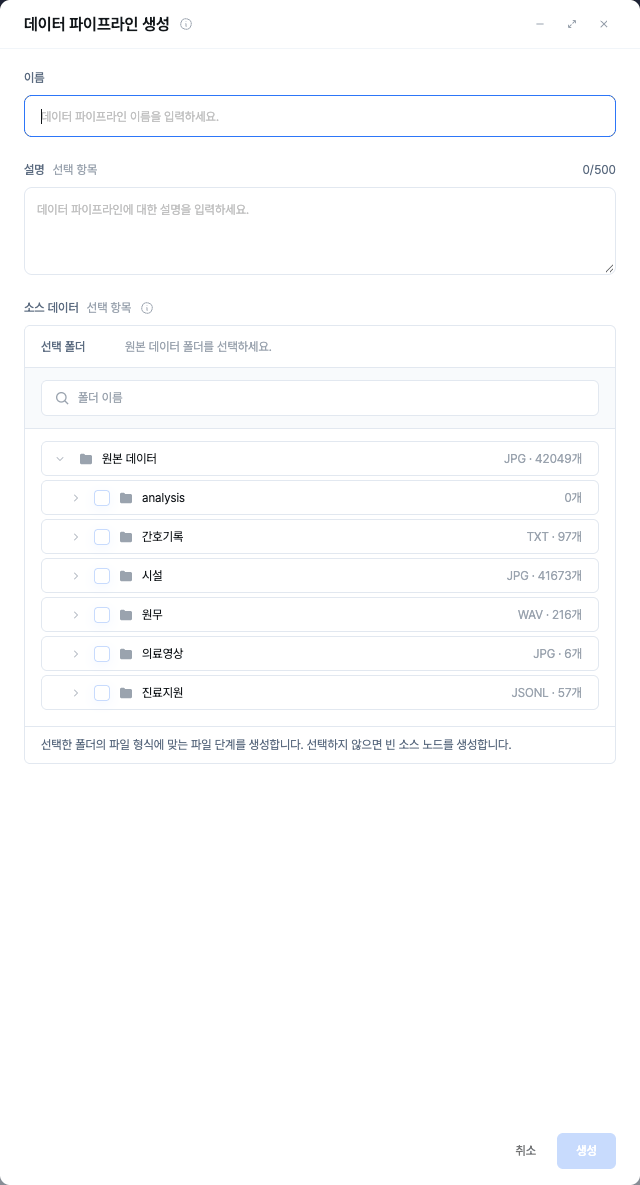 데이터 파이프라인 생성
이름
데이터 파이프라인 이름을 입력하세요.
설명 선택 항목 0/500
데이터 파이프라인에 대한 설명을 입력하세요.
소스 데이터 선택 항목
선택 폴더 원본 데이터 폴더를 선택하세요.
폴더 이름
원본 데이터 JPG · 42049개
analysis 0개
간호기록 TXT · 97개
시설 JPG · 41673개
원무 WAV · 216개
의료영상 JPG · 6개
진료지원 JSONL · 57개
선택한 폴더의 파일 형식에 맞는 파일 단계를 생성합니다. 선택하지 않으면 빈 소스 노드를 생성합니다.
취소 생성